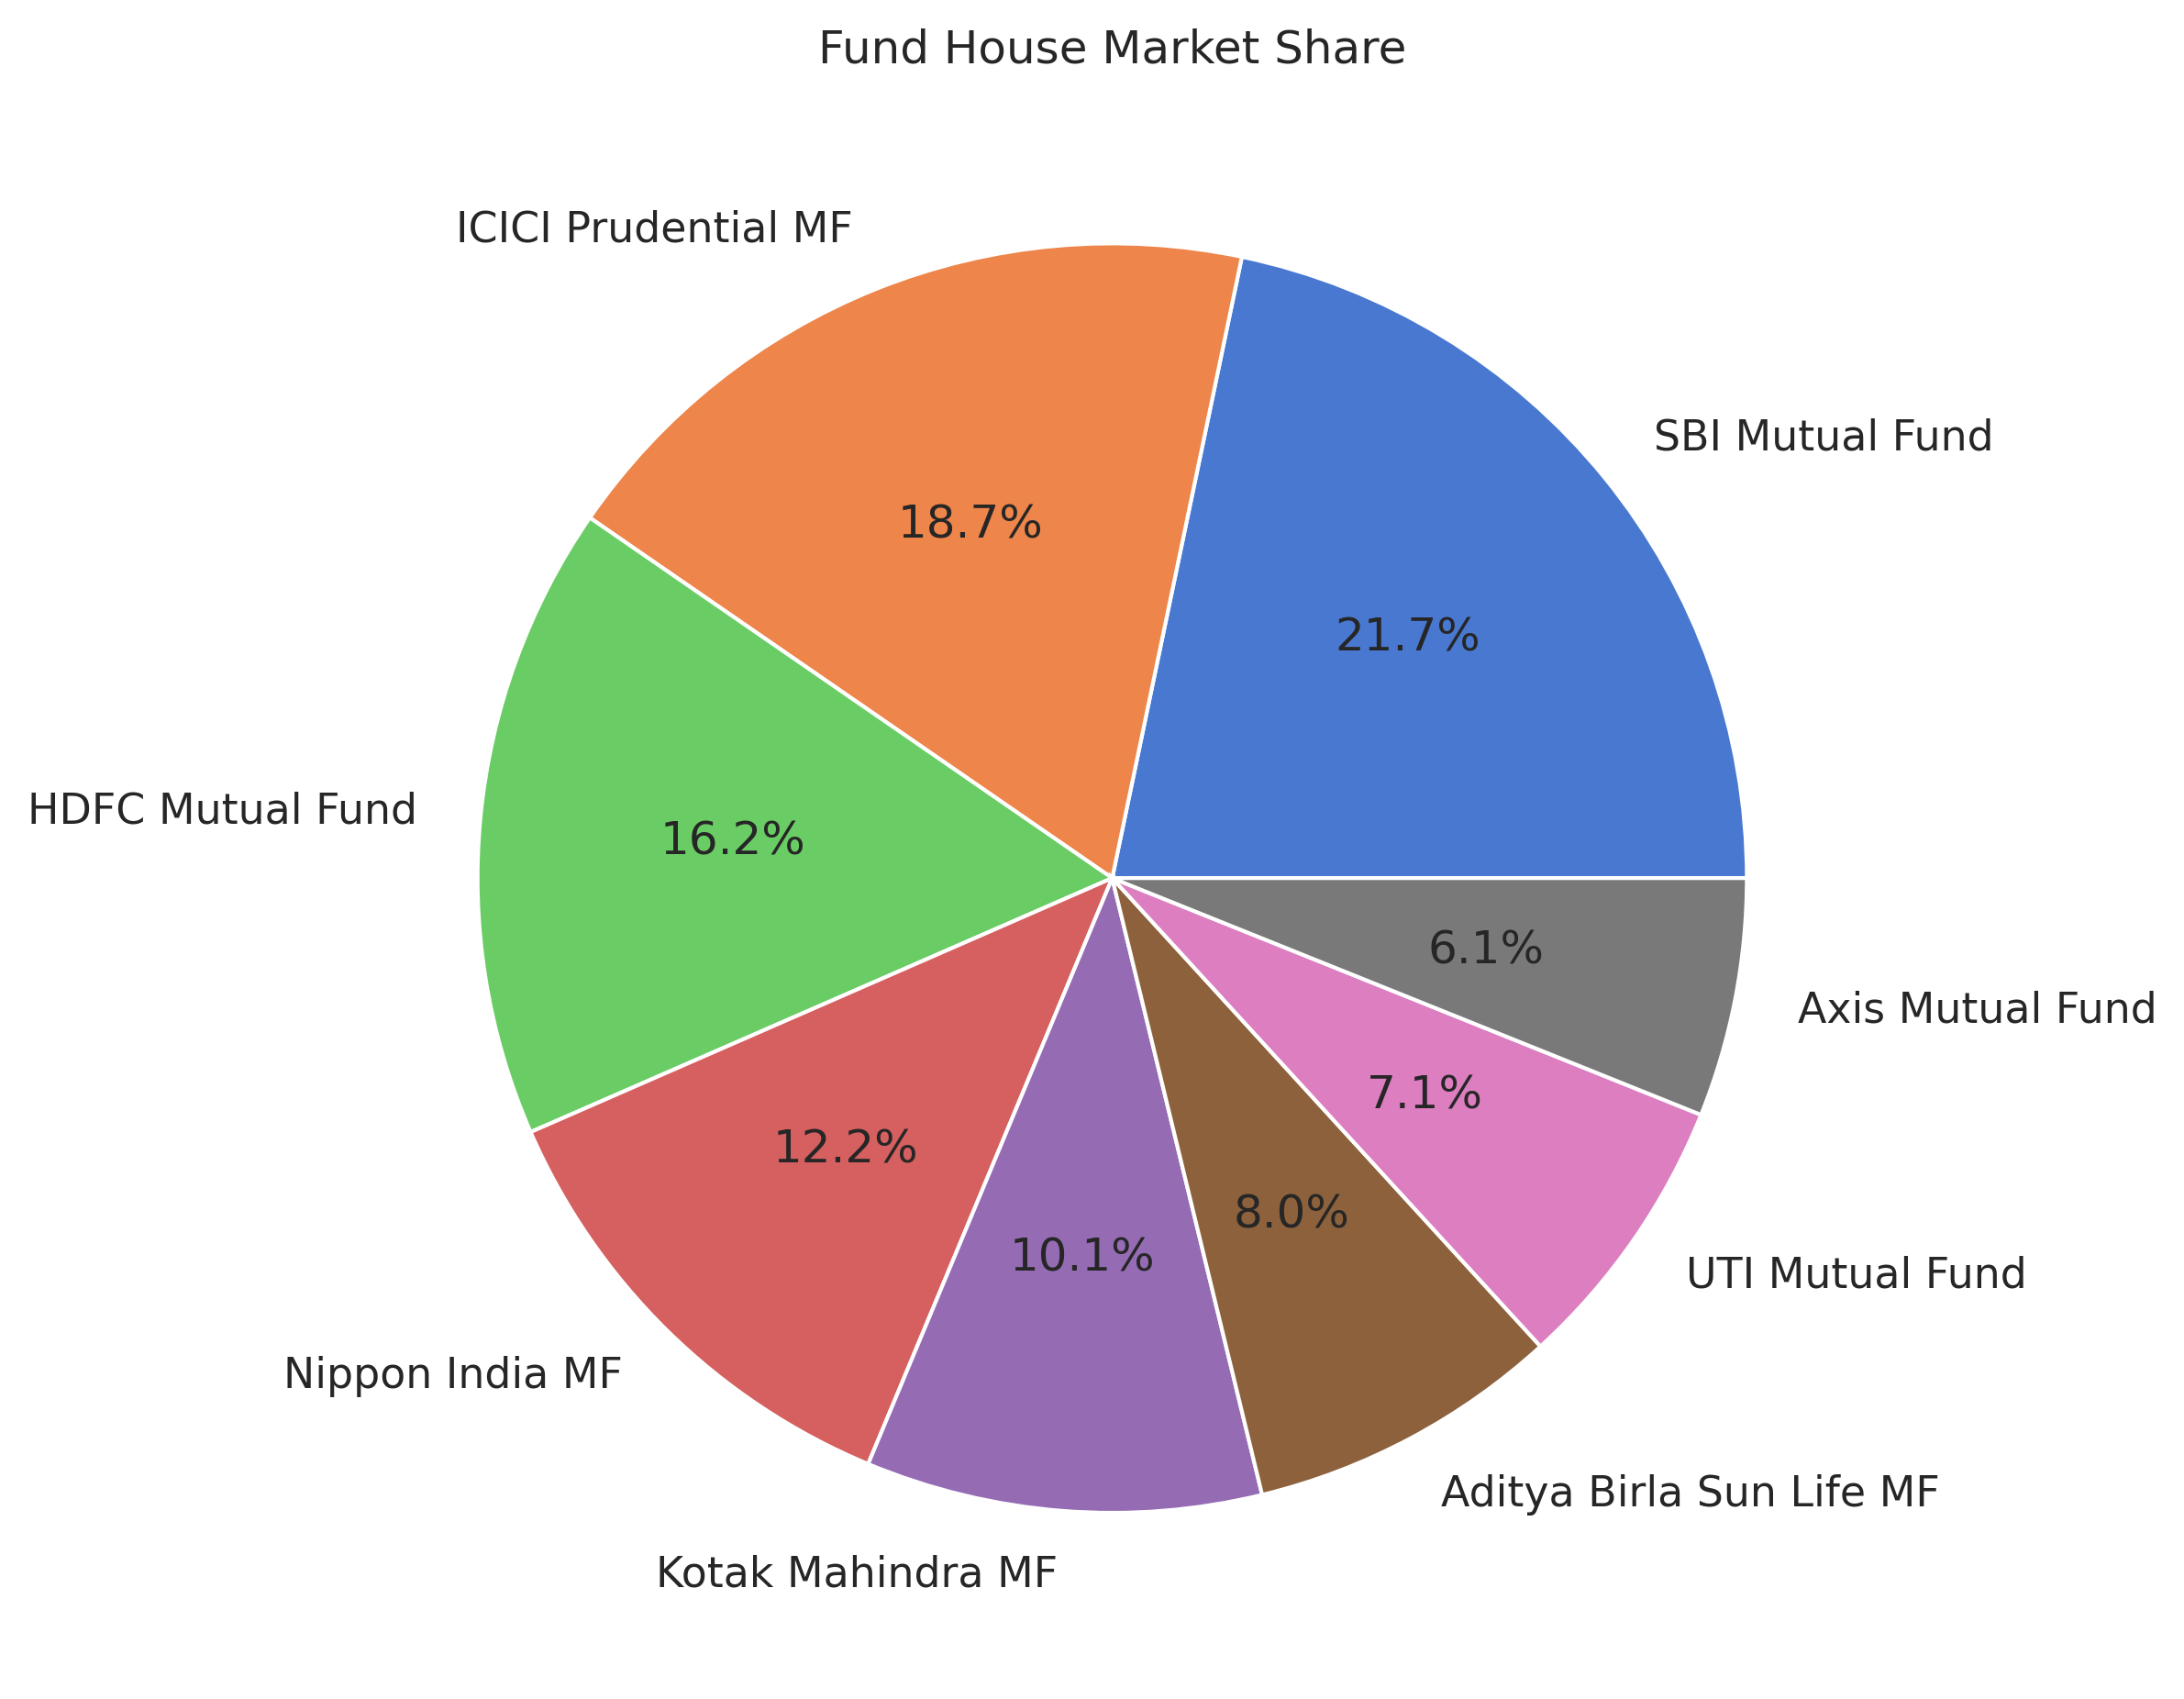 Fund House Market Share
ICICI Prudential MF
SBI Mutual Fund
18.7%
21.7%
HDFC Mutual Fund
16.2%
6.1%
Axis Mutual Fund
7.1%
12.2%
8.0%
10.1%
UTI Mutual Fund
Nippon India MF
Aditya Birla Sun Life MF
Kotak Mahindra MF